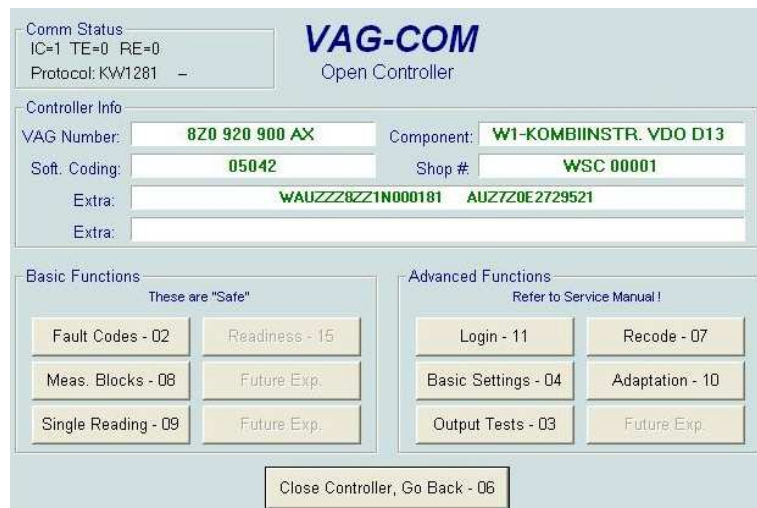 Comm Status
IC=1 TE=0 RE=0
Protocol: KW1281 –
VAG-COM
Open Controller
Controller Info
VAG Number: 8Z0 920 900 AX Component: W1-KOMBIINSTR. VDO D13
Soft. Coding: 05042 Shop # WSC 00001
Extra: WAUZZZ8ZZ1N000181 AUZ7Z0E2729521
Extra:
Basic Functions
These are "Safe"
Fault Codes - 02 Readiness - 15
Meas. Blocks - 08 Future Exp.
Single Reading - 09 Future Exp.
Advanced Functions
Refer to Service Manual !
Login - 11 Recode - 07
Basic Settings - 04 Adaptation - 10
Output Tests - 03 Future Exp.
Close Controller, Go Back - 06